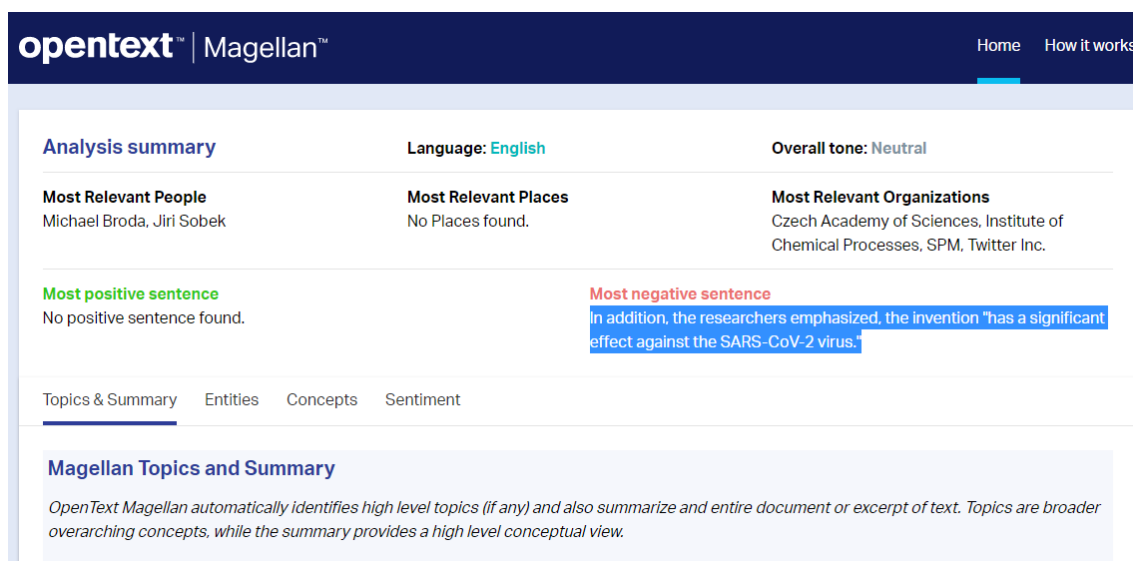 opentext™ | Magellan™
Home How it works
Analysis summary
Language: English
Overall tone: Neutral
Most Relevant People
Michael Broda, Jiri Sobek
Most Relevant Places
No Places found.
Most Relevant Organizations
Czech Academy of Sciences, Institute of
Chemical Processes, SPM, Twitter Inc.
Most positive sentence
No positive sentence found.
Most negative sentence
In addition, the researchers emphasized, the invention "has a significant
effect against the SARS-CoV-2 virus."
Topics & Summary Entities Concepts Sentiment
Magellan Topics and Summary
OpenText Magellan automatically identifies high level topics (if any) and also summarize and entire document or excerpt of text. Topics are broader
overarching concepts, while the summary provides a high level conceptual view.